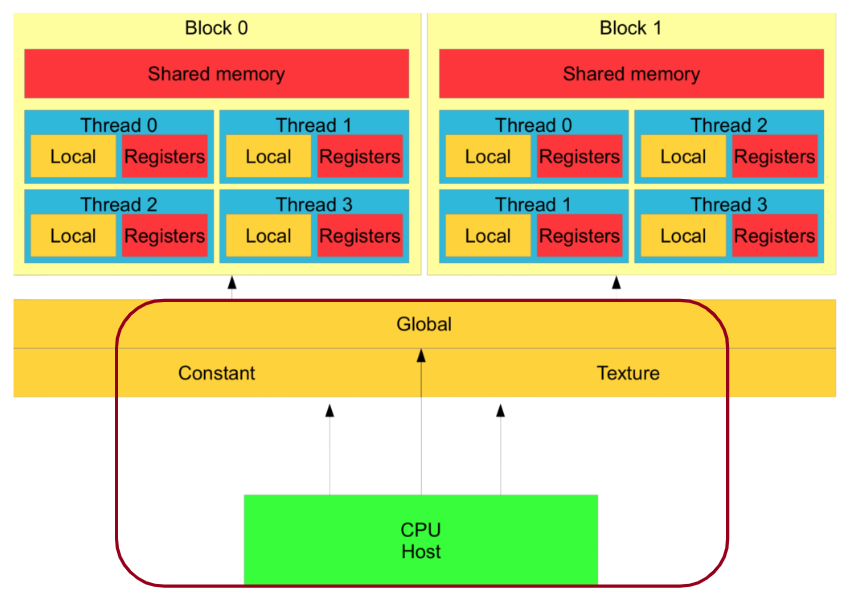 Block 0
Shared memory
Thread 0
Local
Registers
Thread 1
Local
Registers
Thread 2
Local
Registers
Thread 3
Local
Registers
Block 1
Shared memory
Thread 0
Local
Registers
Thread 2
Local
Registers
Thread 1
Local
Registers
Thread 3
Local
Registers
Global
Constant
Texture
CPU
Host